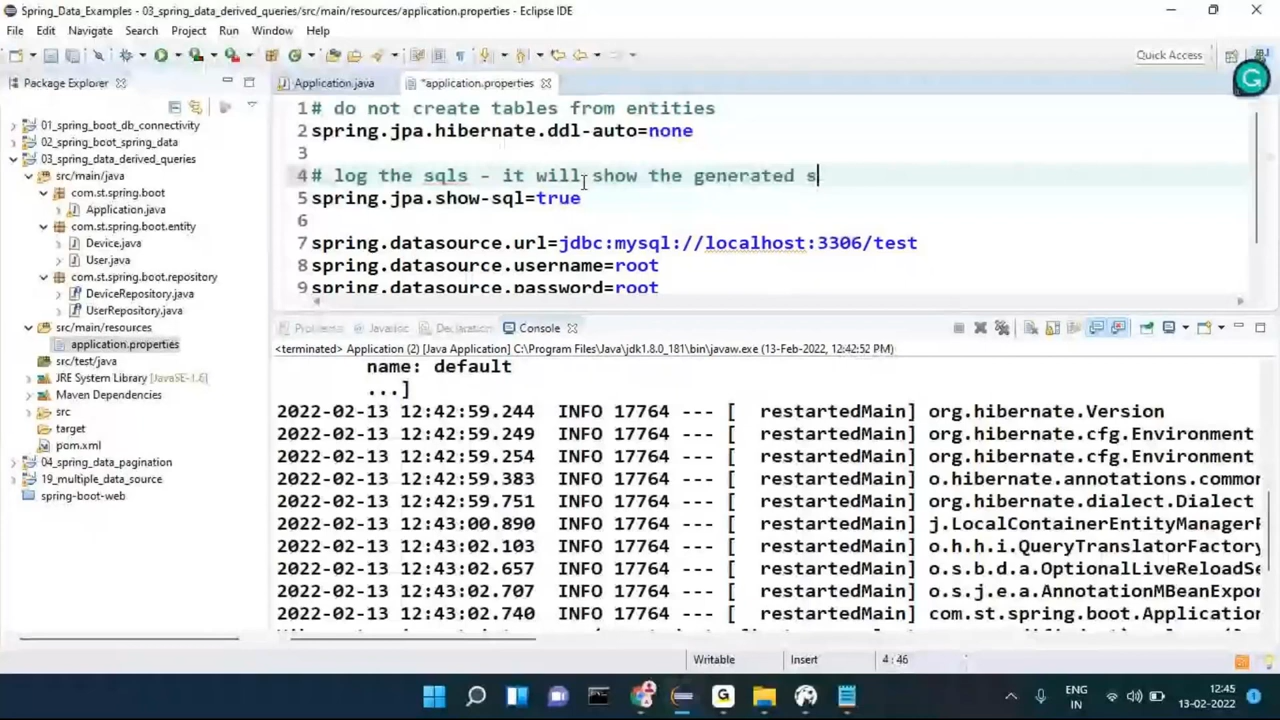 Spring_Data_Examples - 03_spring_data_derived_queries/src/main/resources/application.properties - Eclipse IDE
File Edit Navigate Search Project Run Window Help
Quick Access
Package Explorer
01_spring_boot_db_connectivity
02_spring_boot_spring_data
03_spring_data_derived_queries
src/main/java
com.st.spring.boot
Application.java
com.st.spring.boot.entity
Device.java
User.java
com.st.spring.boot.repository
DeviceRepository.java
UserRepository.java
src/main/resources
application.properties
src/test/java
JRE System Library [JavaSE-1.6]
Maven Dependencies
src
target
pom.xml
04_spring_data_pagination
19_multiple_data_source
spring-boot-web
Application.java *application.properties
1 # do not create tables from entities
2 spring.jpa.hibernate.ddl-auto=none
3
4 # log the sqls - it will show the generated s
5 spring.jpa.show-sql=true
6
7 spring.datasource.url=jdbc:mysql://localhost:3306/test
8 spring.datasource.username=root
9 spring.datasource.password=root
Problems @ Javadoc Declaration Console
<terminated> Application (2) [Java Application] C:\Program Files\Java\jdk1.8.0_181\bin\javaw.exe (13-Feb-2022, 12:42:52 PM)
name: default
...]
2022-02-13 12:42:59.244 INFO 17764 --- [ restartedMain] org.hibernate.Version
2022-02-13 12:42:59.249 INFO 17764 --- [ restartedMain] org.hibernate.cfg.Environment
2022-02-13 12:42:59.254 INFO 17764 --- [ restartedMain] org.hibernate.cfg.Environment
2022-02-13 12:42:59.383 INFO 17764 --- [ restartedMain] o.hibernate.annotations.common
2022-02-13 12:42:59.751 INFO 17764 --- [ restartedMain] org.hibernate.dialect.Dialect
2022-02-13 12:43:00.890 INFO 17764 --- [ restartedMain] j.LocalContainerEntityManagerF
2022-02-13 12:43:02.103 INFO 17764 --- [ restartedMain] o.h.h.i.QueryTranslatorFactory
2022-02-13 12:43:02.657 INFO 17764 --- [ restartedMain] o.s.b.d.a.OptionalLiveReloadSe
2022-02-13 12:43:02.707 INFO 17764 --- [ restartedMain] o.s.j.e.a.AnnotationMBeanExpor
2022-02-13 12:43:02.740 INFO 17764 --- [ restartedMain] com.st.spring.boot.Application
Writable Insert 4:46
ENG
IN
12:45
13-02-2022